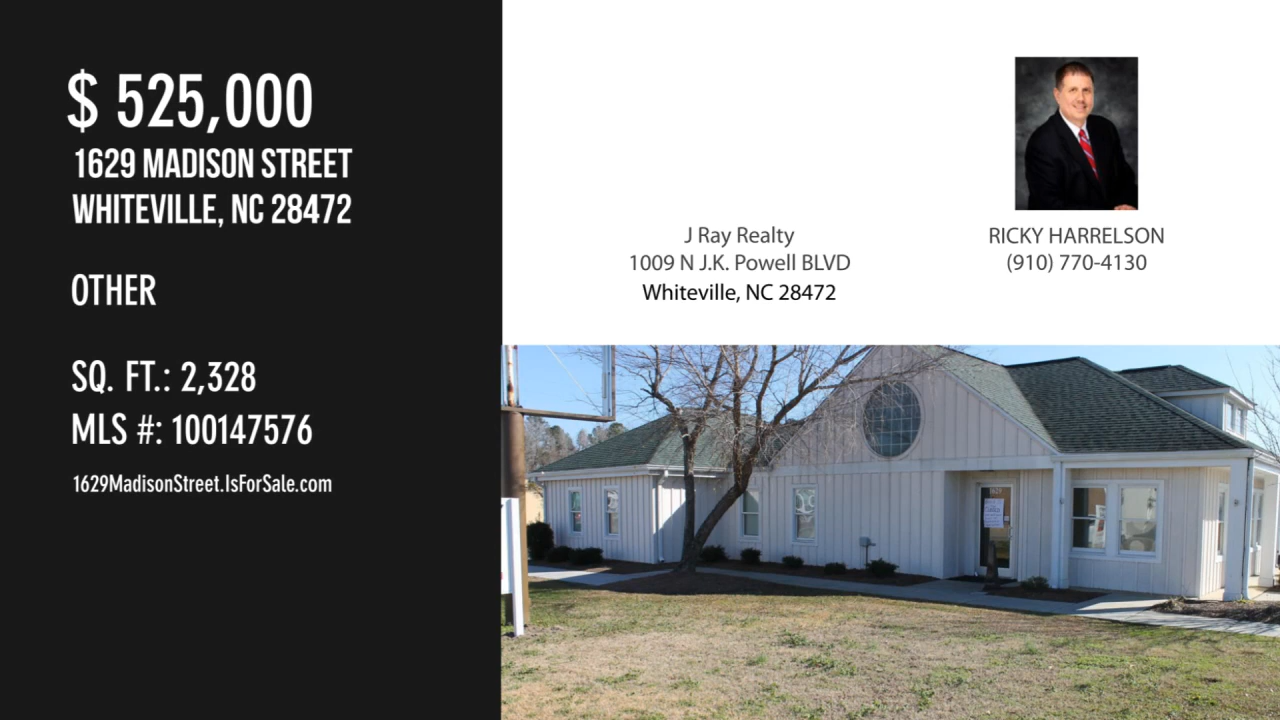 $ 525,000
1629 MADISON STREET
WHITEVILLE, NC 28472
OTHER
SQ. FT.: 2,328
MLS #: 100147576
1629MadisonStreet.IsForSale.com
J Ray Realty
1009 N J.K. Powell BLVD
Whiteville, NC 28472
RICKY HARRELSON
(910) 770-4130
1629